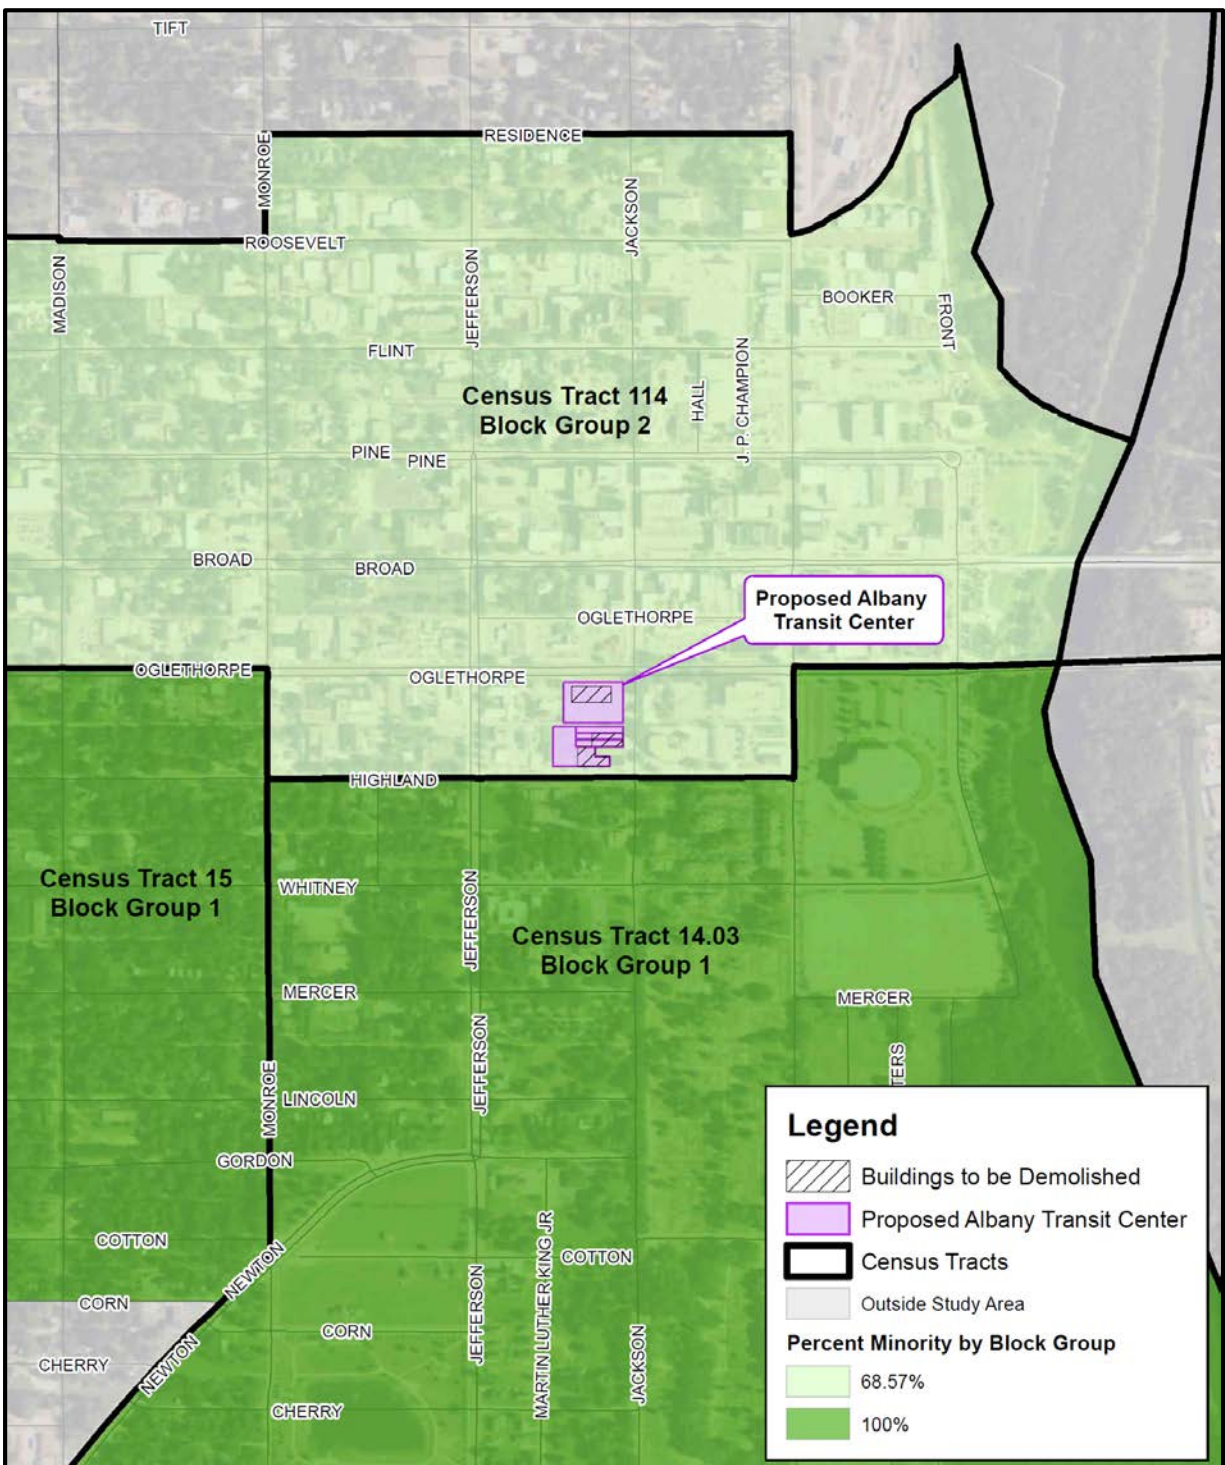 TIFT
RESIDENCE
MONROE
JACKSON
ROOSEVELT
MADISON
JEFFERSON
BOOKER
FRONT
FLINT
J. P. CHAMPION
HALL
Census Tract 114
Block Group 2
PINE
PINE
BROAD
BROAD
Proposed Albany
Transit Center
OGLETHORPE
OGLETHORPE
OGLETHORPE
HIGHLAND
Census Tract 15
Block Group 1
WHITNEY
JEFFERSON
Census Tract 14.03
Block Group 1
MERCER
MERCER
JEFFERSON
TERS
MONROE
LINCOLN
GORDON
COTTON
NEWTON
MARTIN LUTHER KING JR
COTTON
CORN
CORN
JEFFERSON
JACKSON
CHERRY
NEWTON
CHERRY
Legend
Buildings to be Demolished
Proposed Albany Transit Center
Census Tracts
Outside Study Area
Percent Minority by Block Group
68.57%
100%